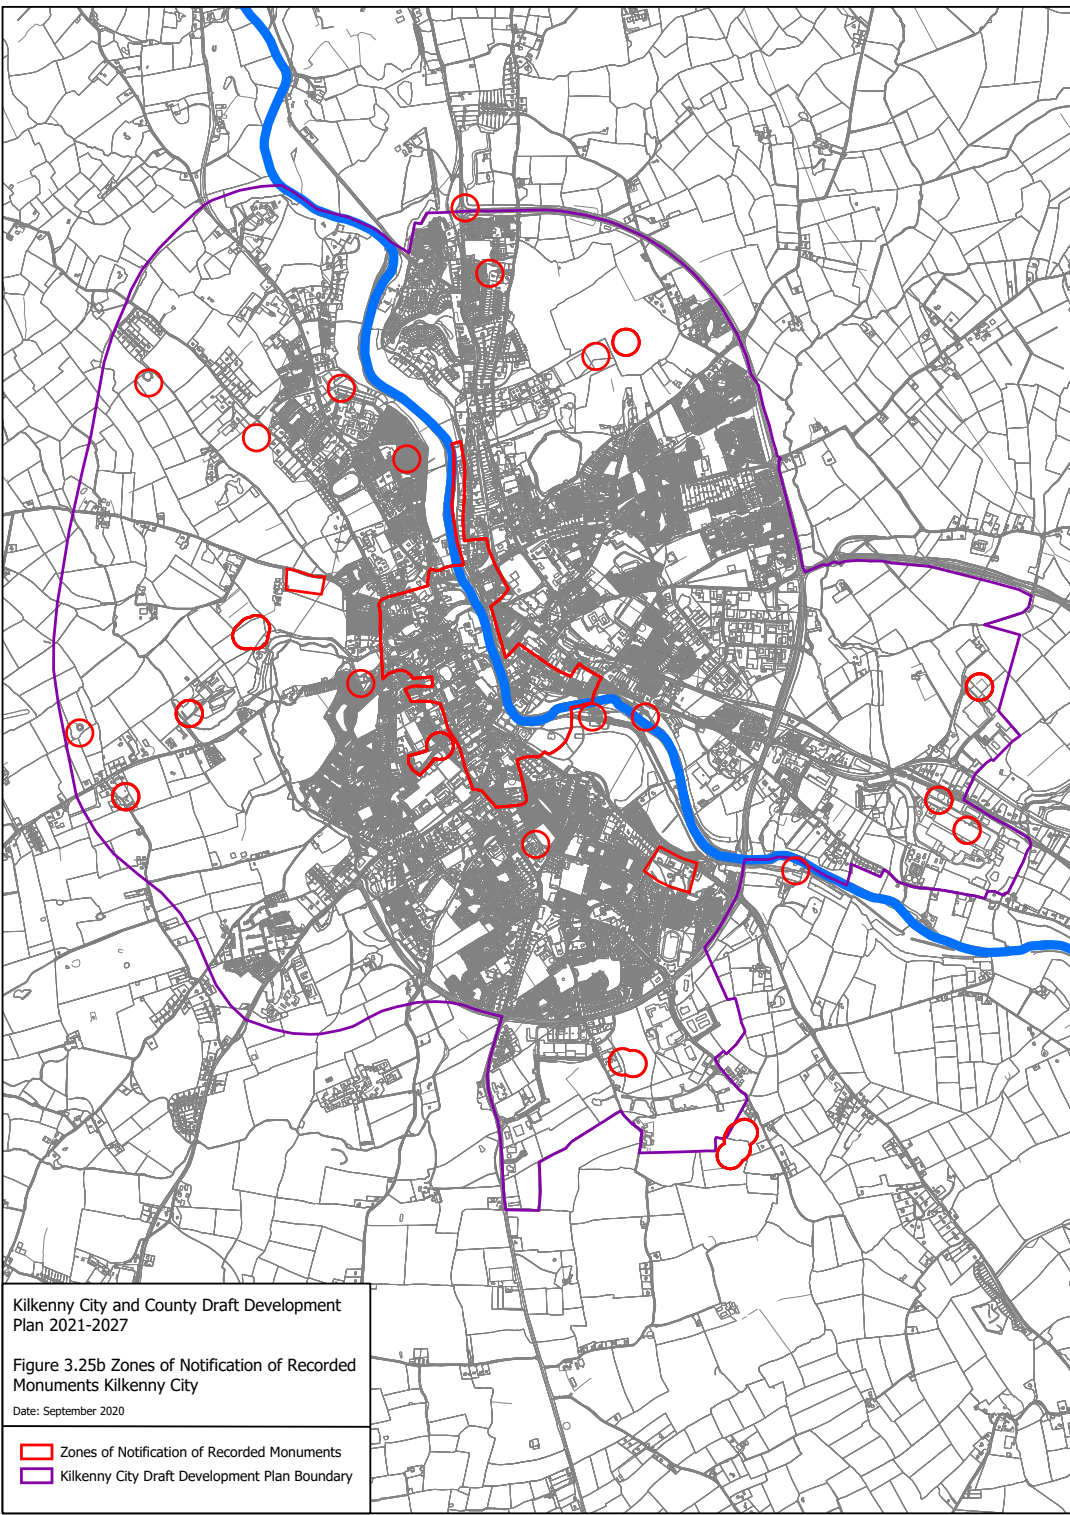 Kilkenny City and County Draft Development
Plan 2021-2027
Figure 3.25b Zones of Notification of Recorded
Monuments Kilkenny City
Date: September 2020
Zones of Notification of Recorded Monuments
Kilkenny City Draft Development Plan Boundary